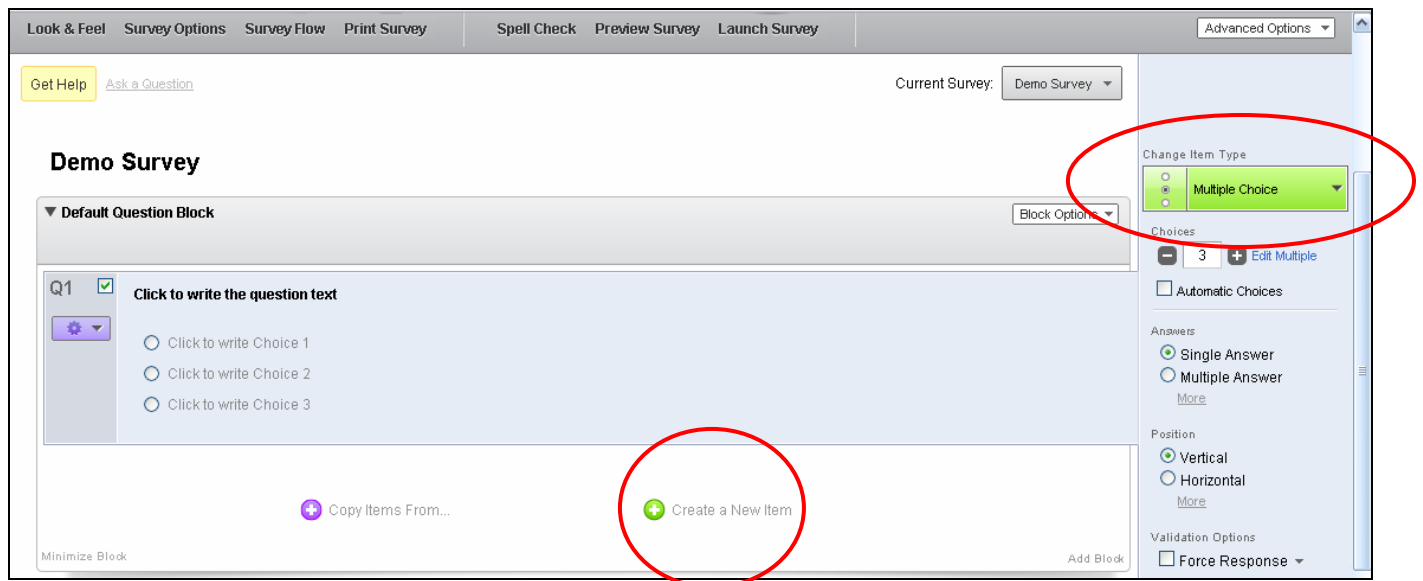 Look & Feel Survey Options Survey Flow Print Survey Spell Check Preview Survey Launch Survey Advanced Options
Get Help Ask a Question Current Survey: Demo Survey
Demo Survey
Default Question Block Block Options
Q1 Click to write the question text
Click to write Choice 1
Click to write Choice 2
Click to write Choice 3
Copy Items From... Create a New Item
Minimize Block Add Block
Change Item Type
Multiple Choice
Choices
3 Edit Multiple
Automatic Choices
Answers
Single Answer
Multiple Answer
More
Position
Vertical
Horizontal
More
Validation Options
Force Response